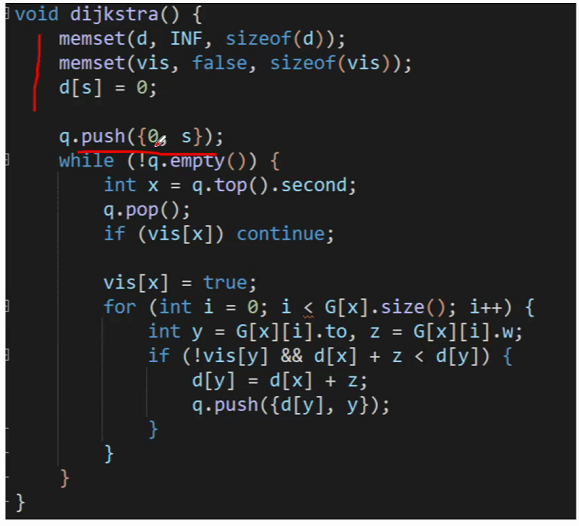 void dijkstra() {
memset(d, INF, sizeof(d));
memset(vis, false, sizeof(vis));
d[s] = 0;
q.push({0, s});
while (!q.empty()) {
int x = q.top().second;
q.pop();
if (vis[x]) continue;
vis[x] = true;
for (int i = 0; i < G[x].size(); i++) {
int y = G[x][i].to, z = G[x][i].w;
if (!vis[y] && d[x] + z < d[y]) {
d[y] = d[x] + z;
q.push({d[y], y});
}
}
}
}